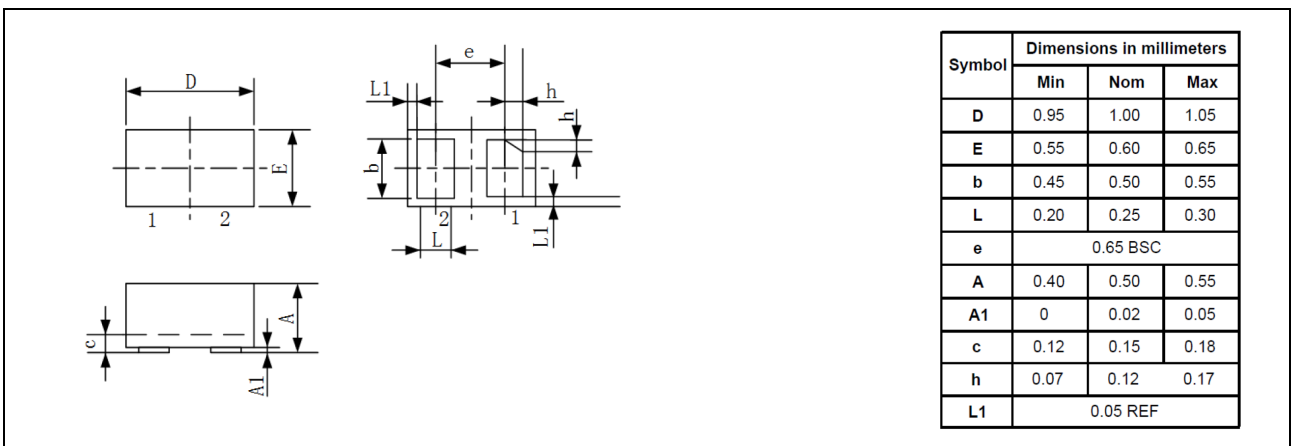 D
E
1 2
e
L1
h
h
b
2
1
L
L1
c
A
A1
Symbol Dimensions in millimeters
Min Nom Max
D 0.95 1.00 1.05
E 0.55 0.60 0.65
b 0.45 0.50 0.55
L 0.20 0.25 0.30
e 0.65 BSC
A 0.40 0.50 0.55
A1 0 0.02 0.05
c 0.12 0.15 0.18
h 0.07 0.12 0.17
L1 0.05 REF